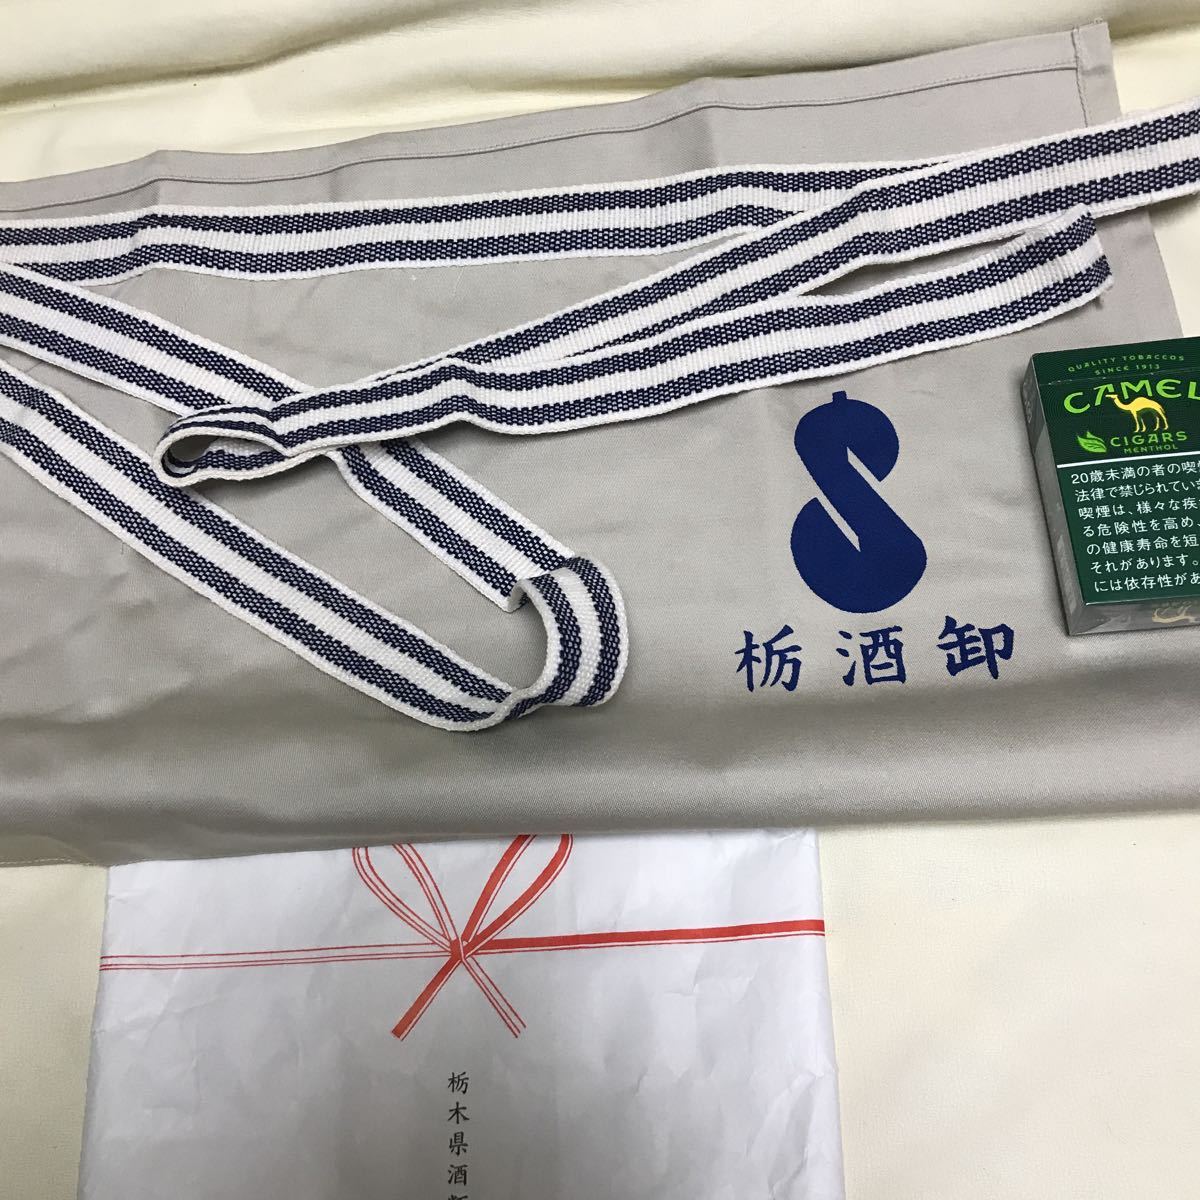 栃酒卸
QUALITY TOBACCOS
SINCE 1913
CAMEL
CIGARS
MENTHOL
20歳未満の者の喫
法律で禁じられてい
喫煙は、様々な疾
る危険性を高め
の健康寿命を短
それがあります。
には依存性があ
栃木県酒